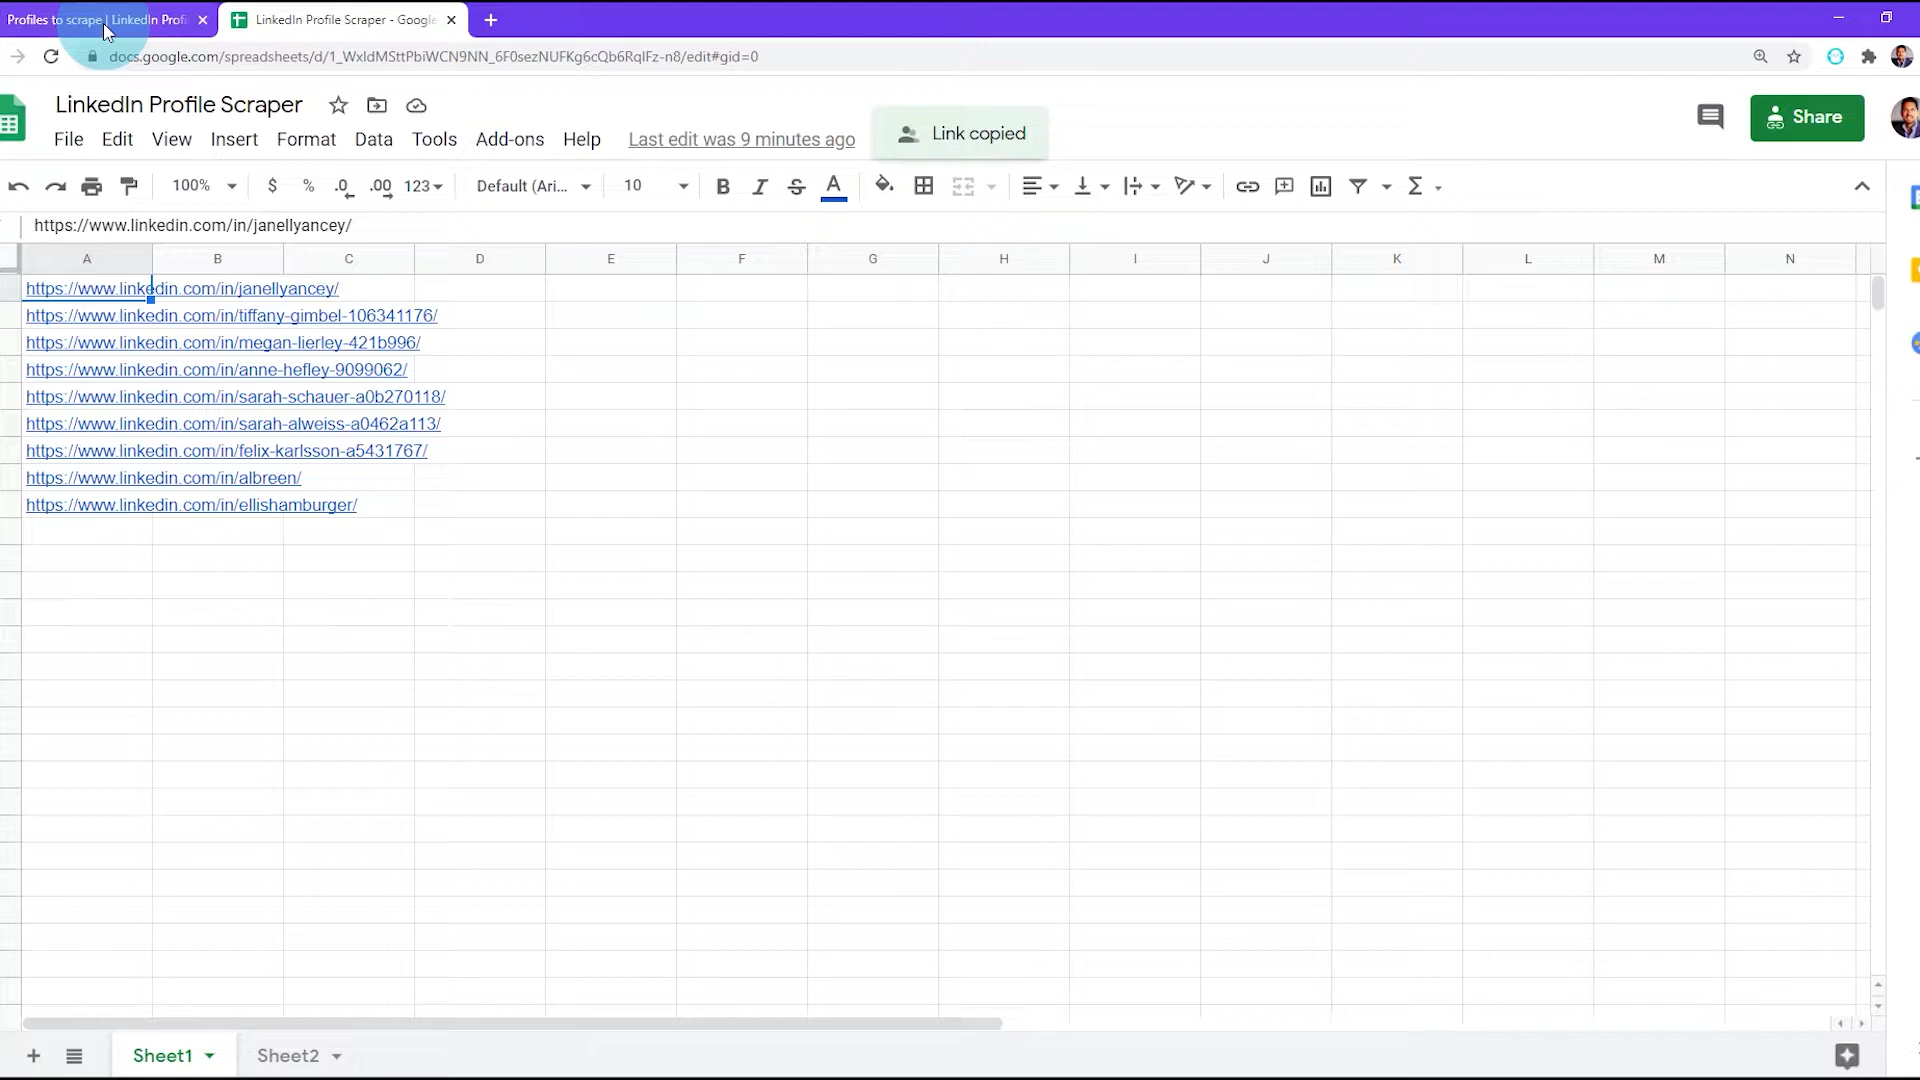 Profiles to scrape | LinkedIn Profi
LinkedIn Profile Scraper - Google
docs.google.com/spreadsheets/d/1_WxIdMSttPbiWCN9NN_6F0sezNUFKg6cQb6RqIFz-n8/edit#gid=0
LinkedIn Profile Scraper
File Edit View Insert Format Data Tools Add-ons Help Last edit was 9 minutes ago
Link copied
Share
100% $ % .0 .00 123 Default (Ari... 10 B I S A Σ
https://www.linkedin.com/in/janellyancey/
A B C D E F G H I J K L M N
https://www.linkedin.com/in/janellyancey/
https://www.linkedin.com/in/tiffany-gimbel-106341176/
https://www.linkedin.com/in/megan-lierley-421b996/
https://www.linkedin.com/in/anne-hefley-9099062/
https://www.linkedin.com/in/sarah-schauer-a0b270118/
https://www.linkedin.com/in/sarah-alweiss-a0462a113/
https://www.linkedin.com/in/felix-karlsson-a5431767/
https://www.linkedin.com/in/albreen/
https://www.linkedin.com/in/ellishamburger/
Sheet1 Sheet2